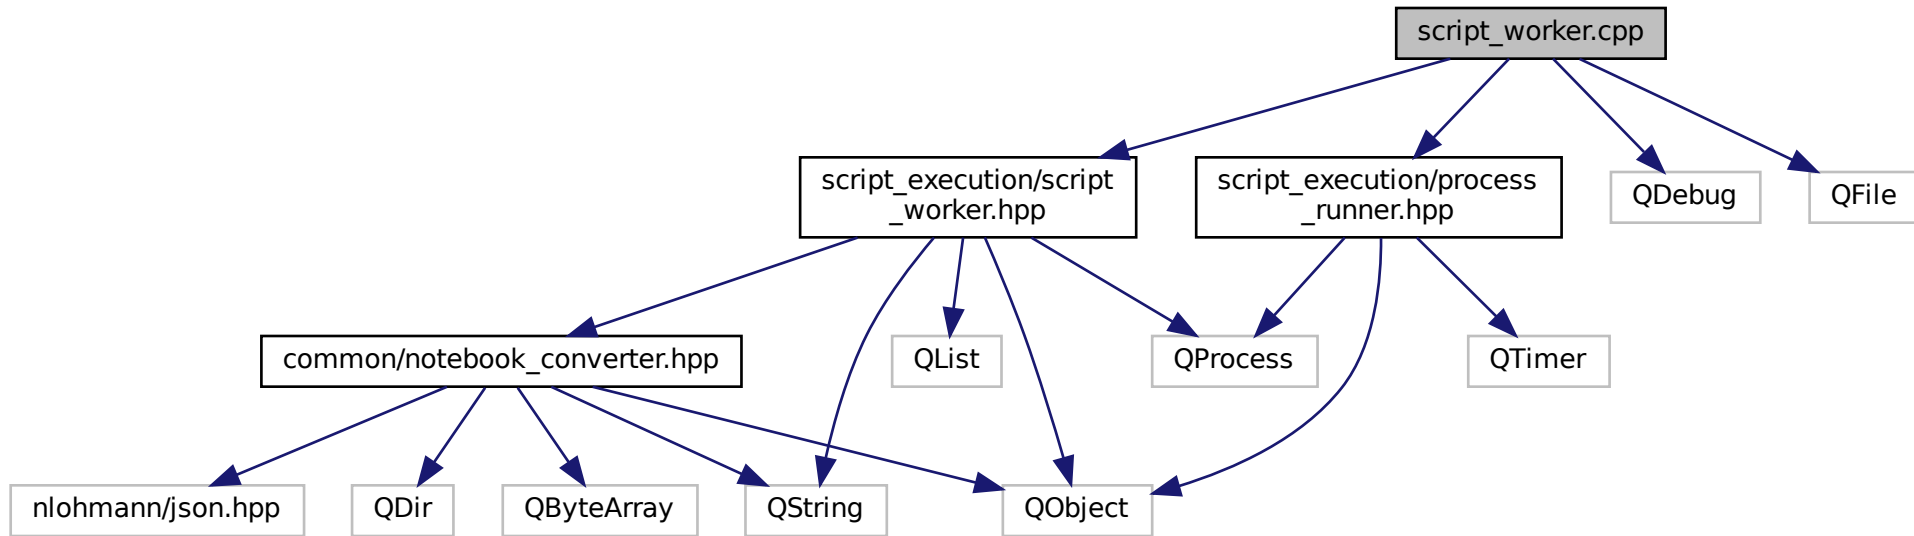 script_worker.cpp
script_execution/script
_worker.hpp
script_execution/process
_runner.hpp
QDebug
QFile
common/notebook_converter.hpp
QList
QProcess
QTimer
nlohmann/json.hpp
QDir
QByteArray
QString
QObject